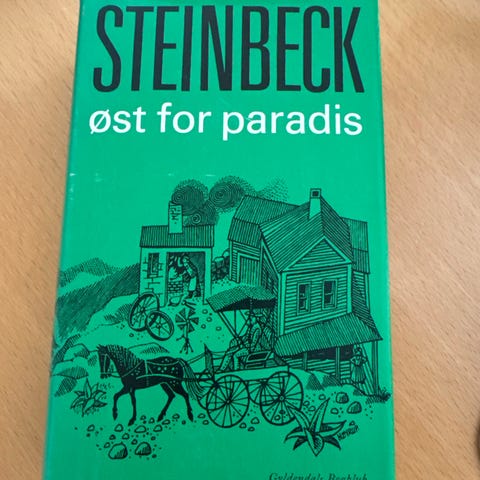 STEINBECK
øst for paradis
Gyldendals Bogklub